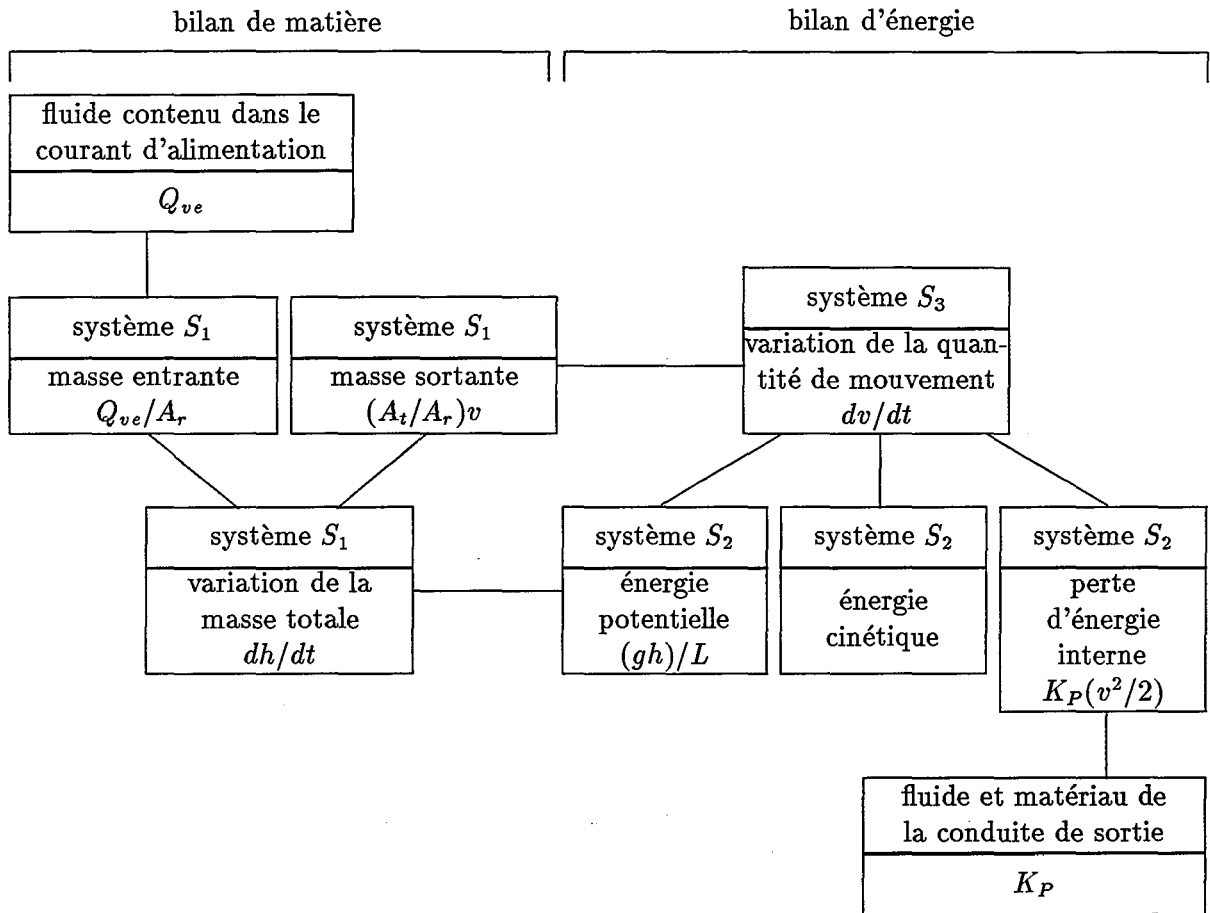 bilan de matière
bilan d'énergie
fluide contenu dans le
courant d'alimentation
Q_{ve}
système S_1
masse entrante
Q_{ve}/A_r
système S_1
masse sortante
(A_t/A_r)v
système S_3
variation de la quan-
tité de mouvement
dv/dt
système S_1
variation de la
masse totale
dh/dt
système S_2
énergie
potentielle
(gh)/L
système S_2
énergie
cinétique
système S_2
perte
d'énergie
interne
K_P(v^2/2)
fluide et matériau de
la conduite de sortie
K_P